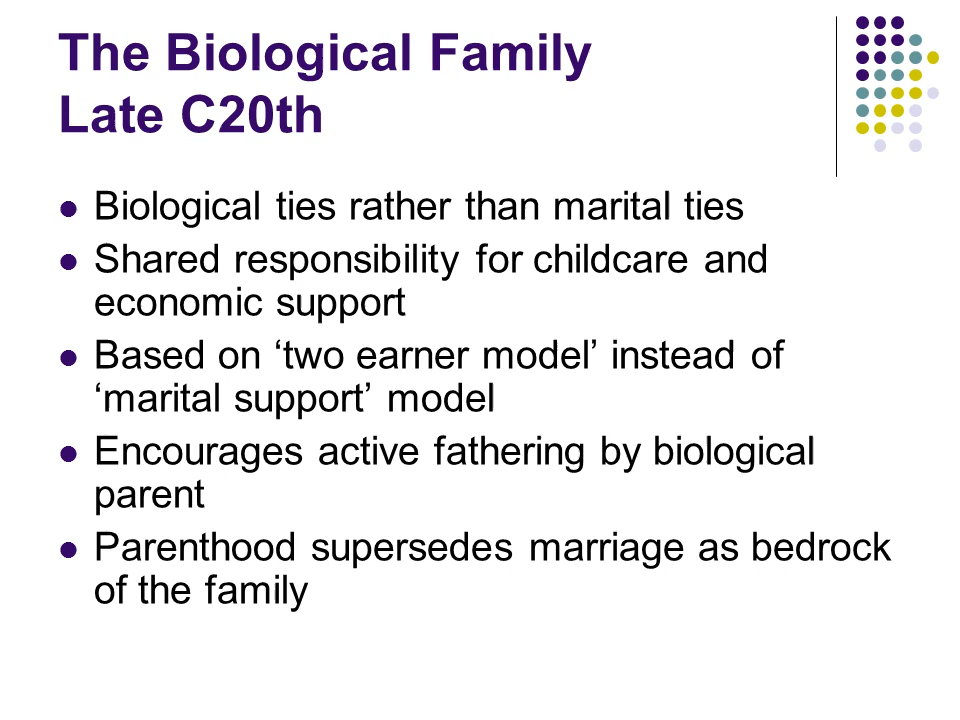 The Biological Family
Late C20th
Biological ties rather than marital ties
Shared responsibility for childcare and
economic support
Based on ‘two earner model’ instead of
‘marital support’ model
Encourages active fathering by biological
parent
Parenthood supersedes marriage as bedrock
of the family